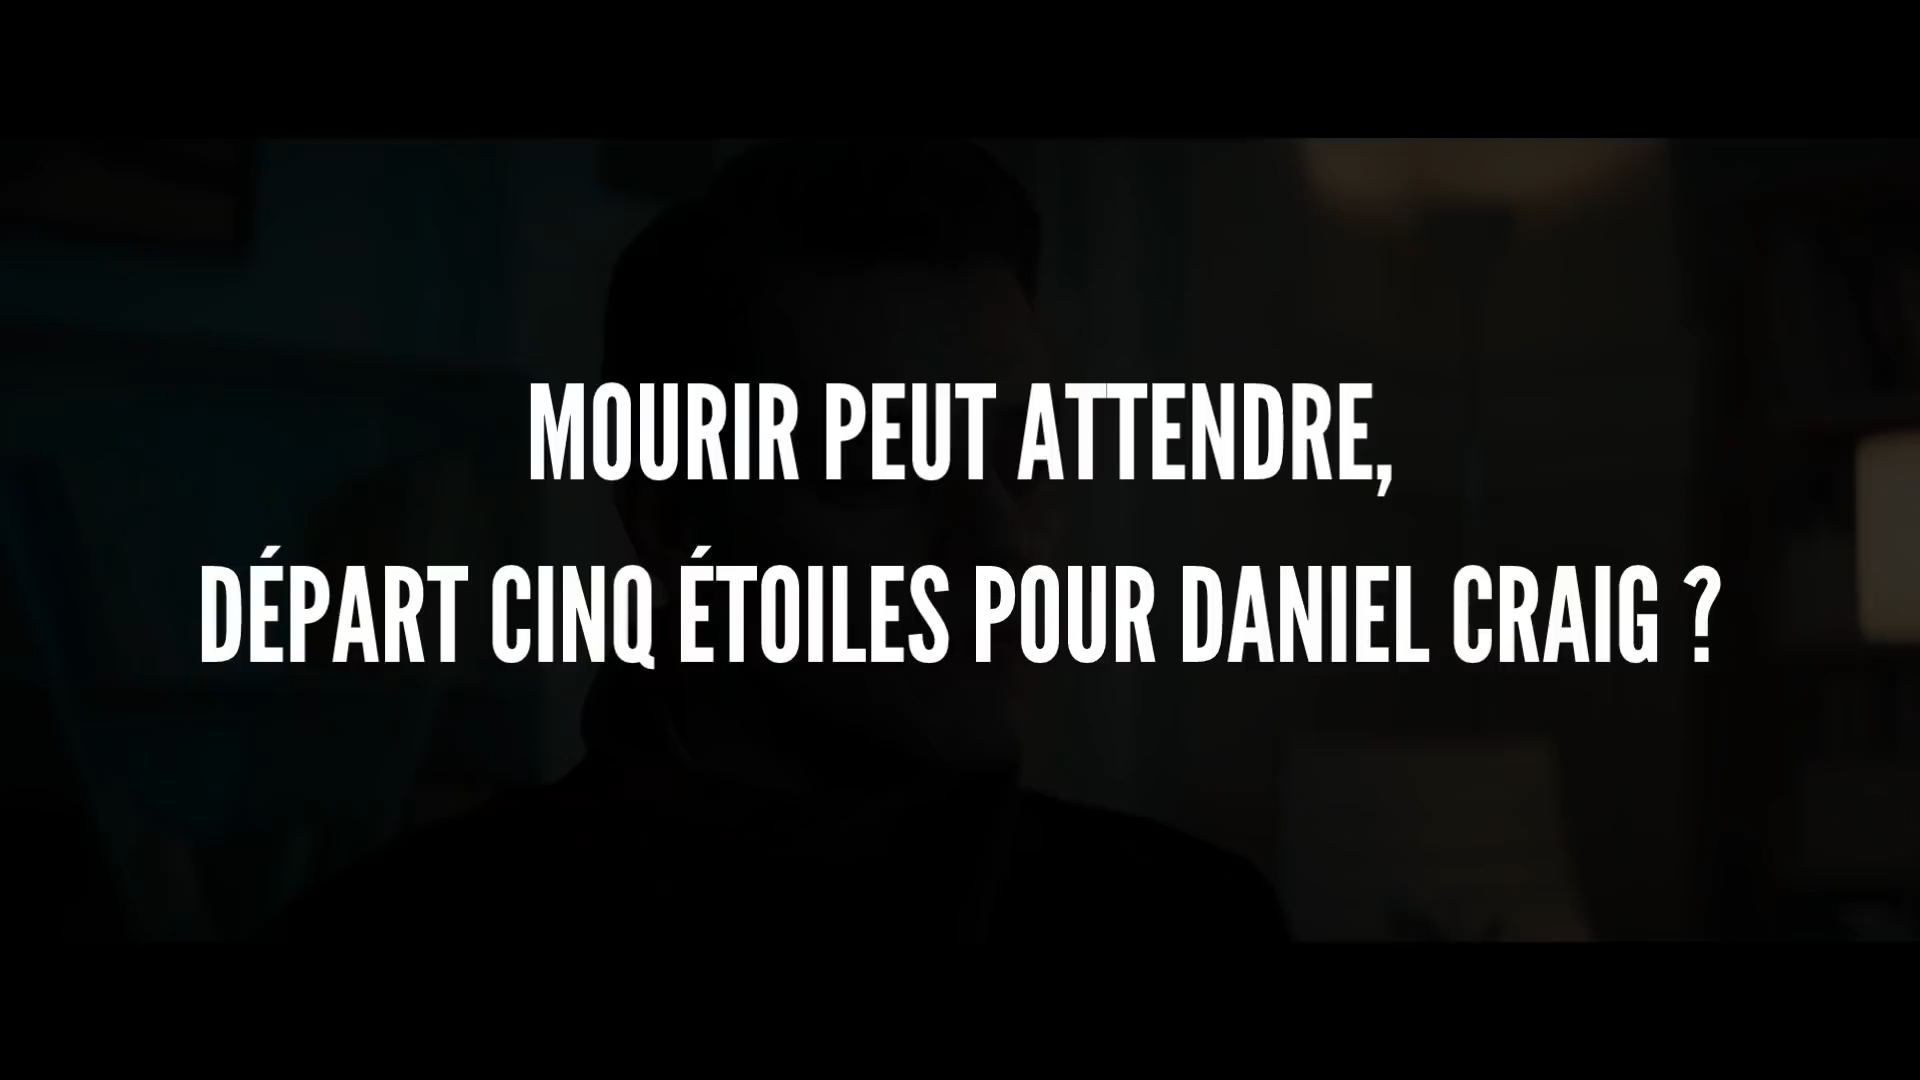 MOURIR PEUT ATTENDRE,
DÉPART CINQ ÉTOILES POUR DANIEL CRAIG ?